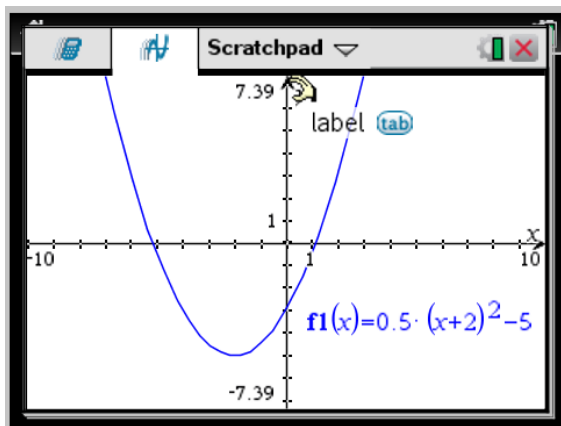 Scratchpad
7.39
y
label tab
1
x
-10
1
10
f1(x)=0.5·(x+2)²-5
-7.39